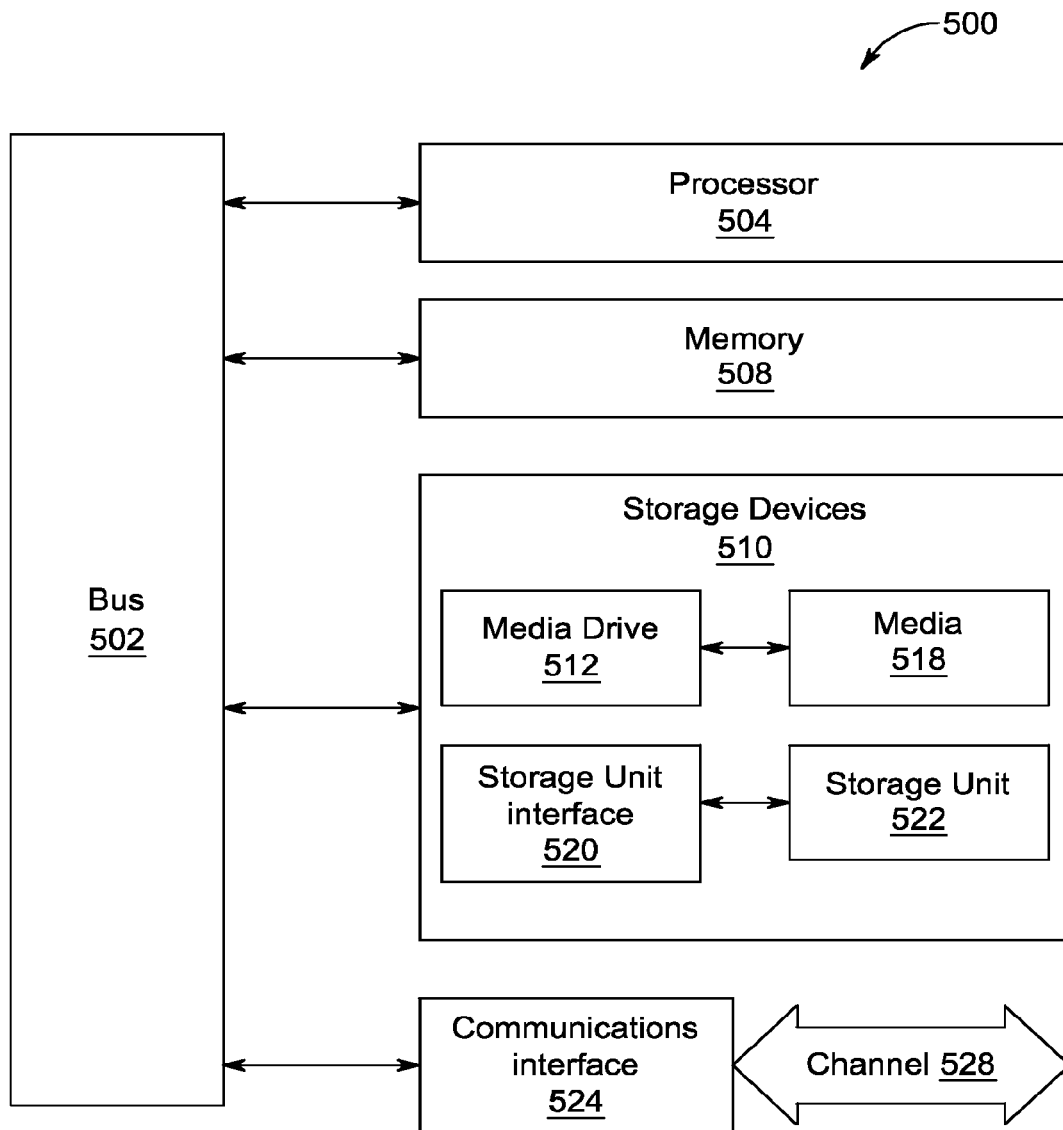 500
Processor
504
Memory
508
Storage Devices
510
Bus
502
Media Drive
512
Media
518
Storage Unit
interface
520
Storage Unit
522
Communications
interface
524
Channel 528